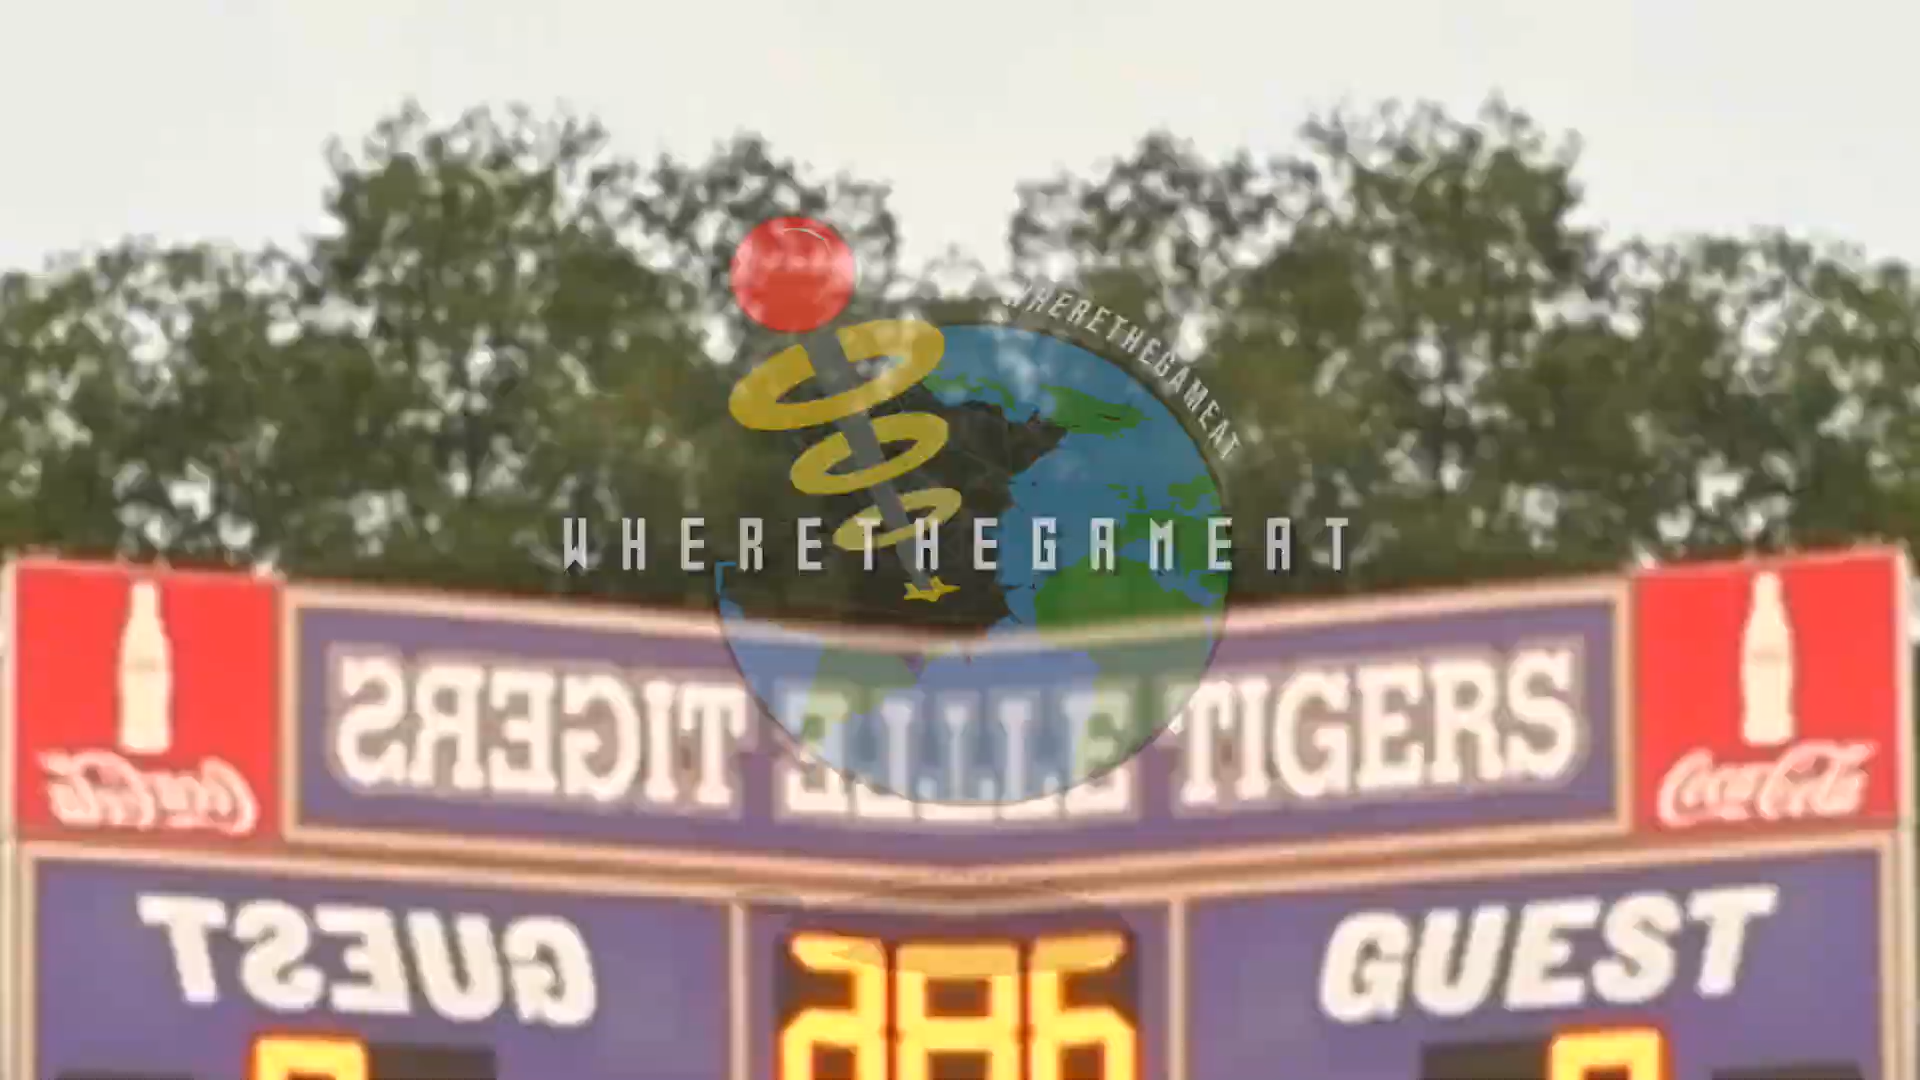 WHERETHEGAMEAT
WHERETHEGAMEAT
TIGERS
TIGERS
Coca-Cola
Coca-Cola
GUEST
GUEST